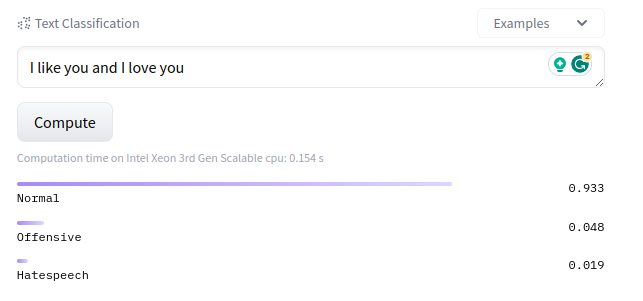 Text Classification
Examples
I like you and I love you
2
Compute
Computation time on Intel Xeon 3rd Gen Scalable cpu: 0.154 s
0.933
Normal
0.048
Offensive
0.019
Hatespeech